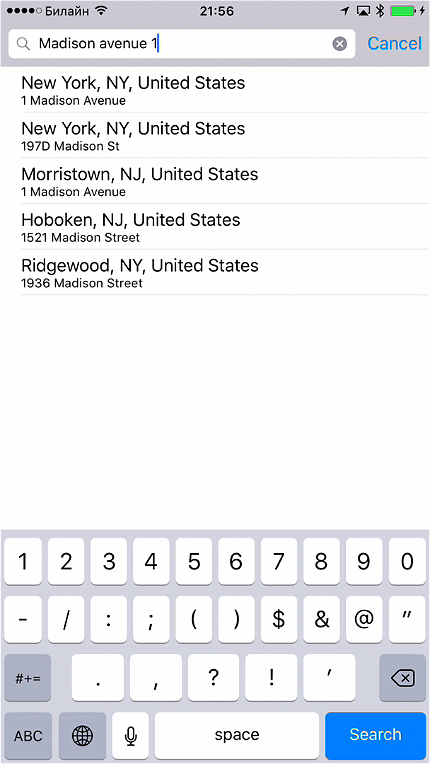 Билайн 21:56
Madison avenue 1 Cancel
New York, NY, United States
1 Madison Avenue
New York, NY, United States
197D Madison St
Morristown, NJ, United States
1 Madison Avenue
Hoboken, NJ, United States
1521 Madison Street
Ridgewood, NY, United States
1936 Madison Street
1 2 3 4 5 6 7 8 9 0
- / : ; ( ) $ & @ "
#+= . , ? ! '
ABC space Search